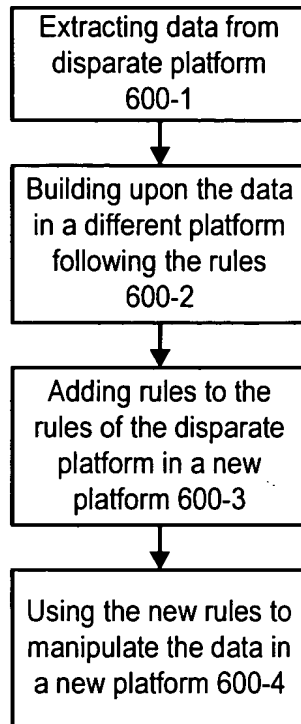 Extracting data from
disparate platform
600-1
Building upon the data
in a different platform
following the rules
600-2
Adding rules to the
rules of the disparate
platform in a new
platform 600-3
Using the new rules to
manipulate the data in
a new platform 600-4